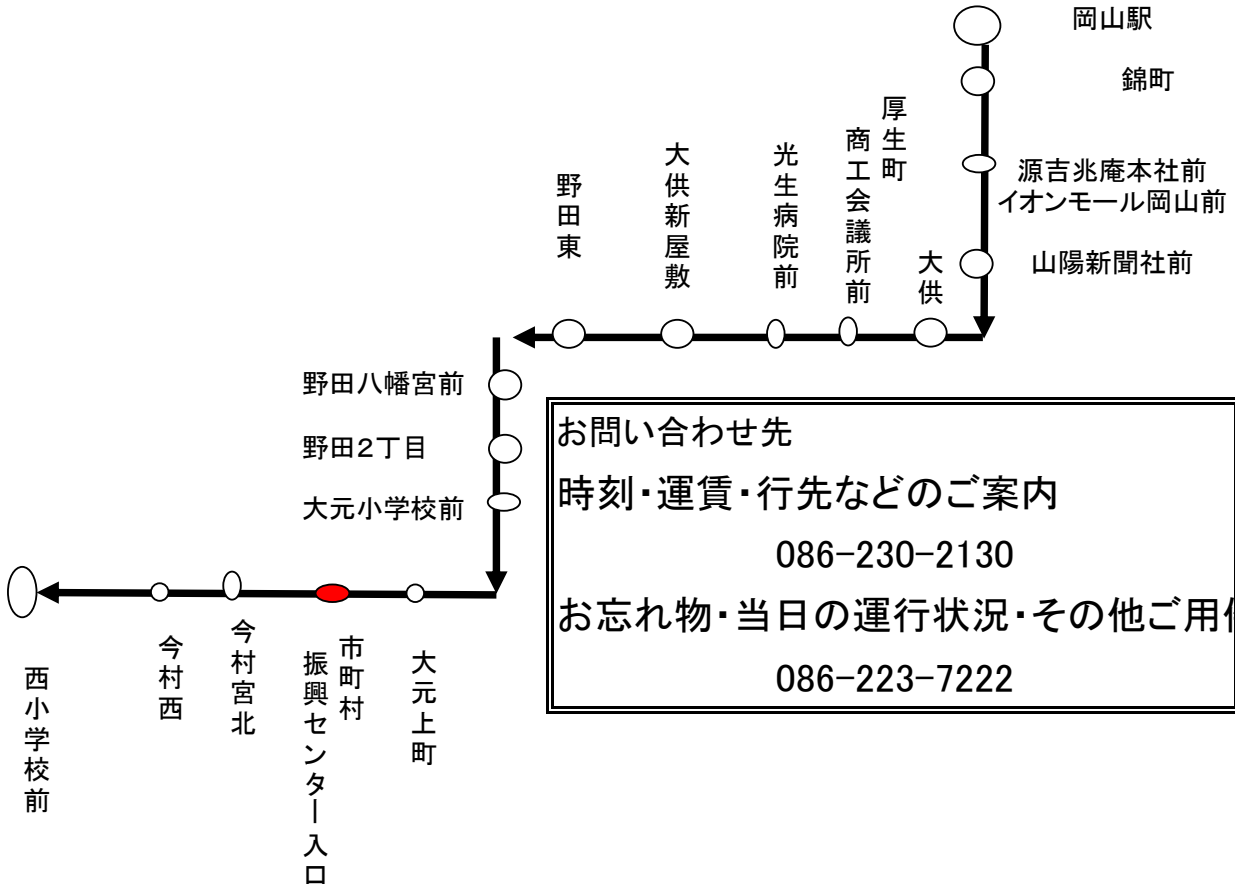 岡山駅
錦町
源吉兆庵本社前
イオンモール岡山前
山陽新聞社前
大供
厚生町
商工会議所前
光生病院前
大供新屋敷
野田東
野田八幡宮前
野田2丁目
大元小学校前
大元上町
市町村
振興センター入口
今村宮北
今村西
西小学校前
お問い合わせ先
時刻・運賃・行先などのご案内
086-230-2130
お忘れ物・当日の運行状況・その他ご用
086-223-7222